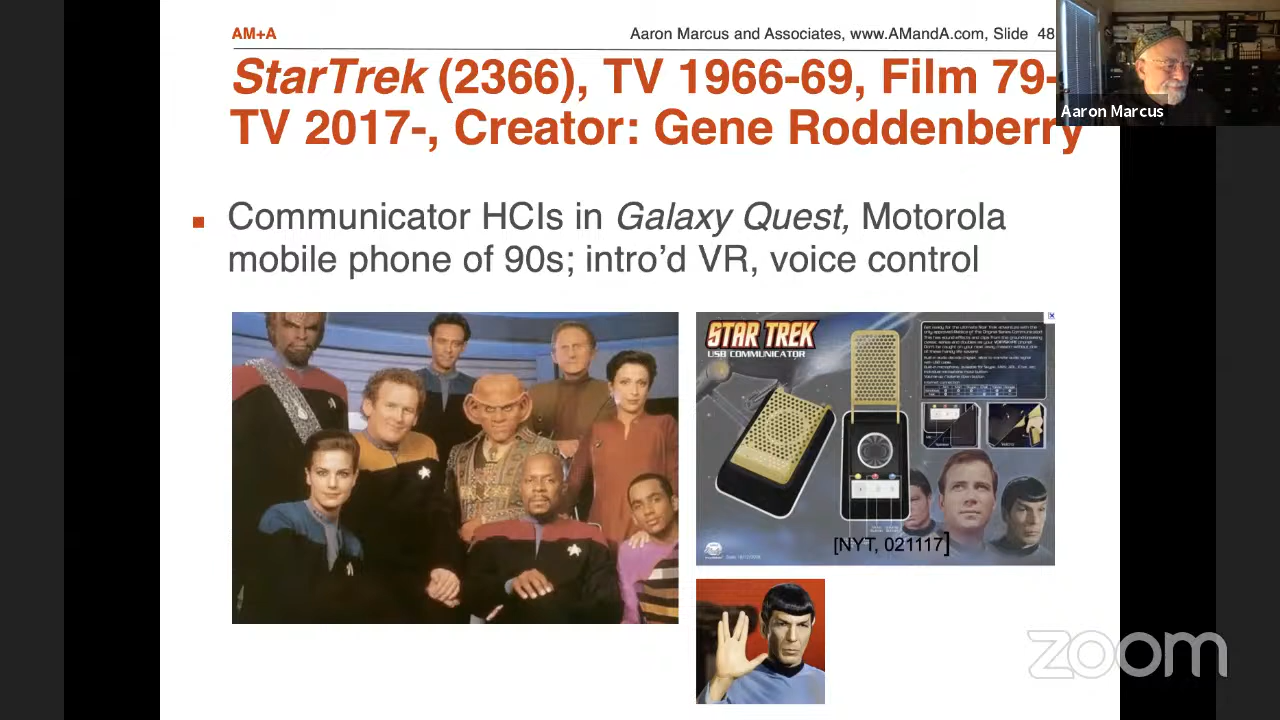 AM+A
Aaron Marcus and Associates, www.AMandA.com, Slide 48
StarTrek (2366), TV 1966-69, Film 79-
TV 2017-, Creator: Gene Roddenberry
Aaron Marcus
Communicator HCIs in Galaxy Quest, Motorola
mobile phone of 90s; intro’d VR, voice control
STAR TREK
USB COMMUNICATOR
[NYT, 021117]
zoom